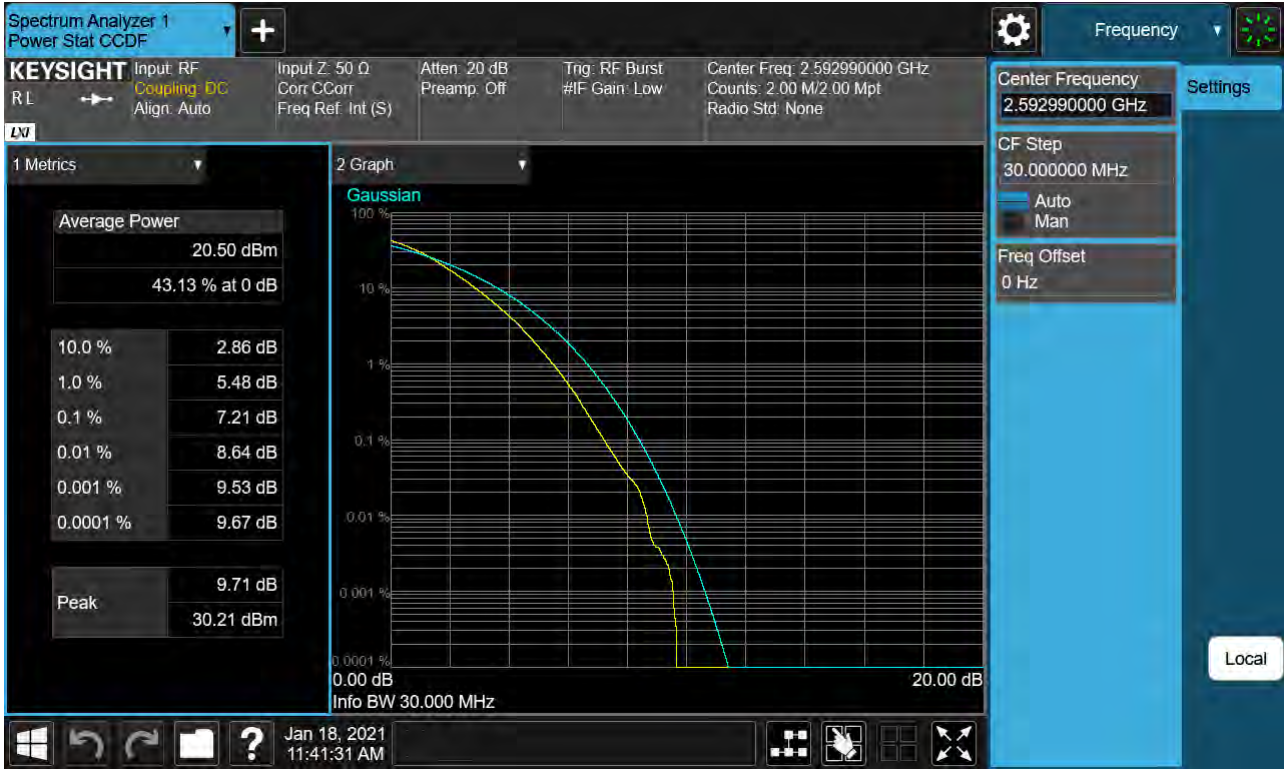 Spectrum Analyzer 1
Power Stat CCDF
+
Frequency
KEYSIGHT
R L
LXI
Input: RF
Coupling: DC
Align: Auto
Input Z: 50 Ω
Corr CCorr
Freq Ref: Int (S)
Atten: 20 dB
Preamp: Off
Trig: RF Burst
#IF Gain: Low
Center Freq: 2.592990000 GHz
Counts: 2.00 M/2.00 Mpt
Radio Std: None
Center Frequency
2.592990000 GHz
Settings
CF Step
30.000000 MHz
Auto
Man
Freq Offset
0 Hz
Local
1 Metrics
Average Power
20.50 dBm
43.13 % at 0 dB
10.0 % 2.86 dB
1.0 % 5.48 dB
0.1 % 7.21 dB
0.01 % 8.64 dB
0.001 % 9.53 dB
0.0001 % 9.67 dB
Peak
9.71 dB
30.21 dBm
2 Graph
Gaussian
100 %
10 %
1 %
0.1 %
0.01 %
0.001 %
0.0001 %
0.00 dB 20.00 dB
Info BW 30.000 MHz
?
Jan 18, 2021
11:41:31 AM